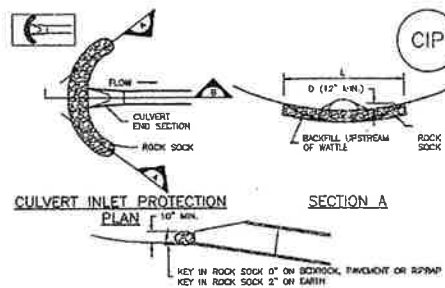 CIP
A
L
D (12" MIN.)
FLOW
B
CULVERT
END SECTION
ROCK SOCK
BACKFILL UPSTREAM
OF WATTLE
ROCK
SOCK
A
CULVERT INLET PROTECTION
PLAN
SECTION A
10" MIN.
KEY IN ROCK SOCK 0" ON BEDROCK, PAVEMENT OR RIPRAP
KEY IN ROCK SOCK 2" ON EARTH